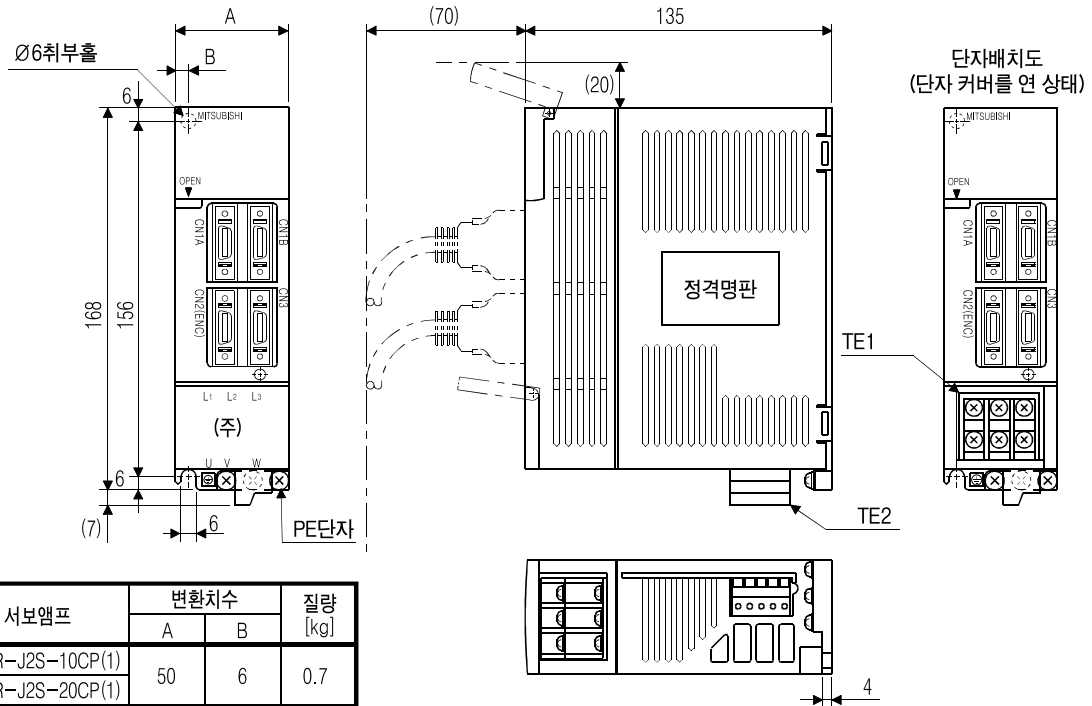 A
(70)
135
Ø6취부홀
B
6
(20)
단자배치도
(단자 커버를 연 상태)
MITSUBISHI
MITSUBISHI
OPEN
OPEN
CN1A
CN1B
CN1A
CN1B
168
156
정격명판
CN2(ENC)
CN3
CN2(ENC)
CN3
TE1
L1 L2 L3
(주)
U V W
6
(7)
6
PE단자
TE2
서보앰프
변환치수
질량
[kg]
A
B
R-J2S-10CP(1)
50
6
0.7
R-J2S-20CP(1)
4